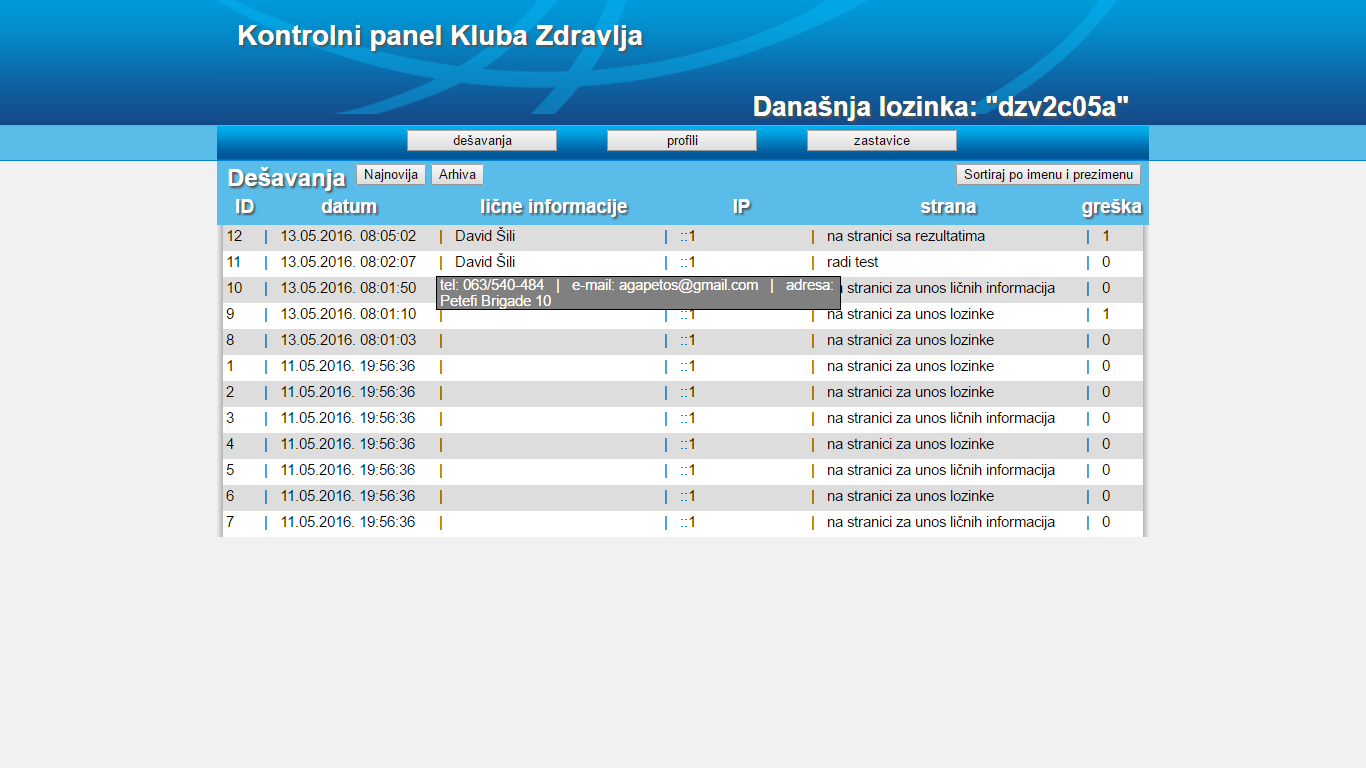 Kontrolni panel Kluba Zdravlja
Današnja lozinka: "dzv2c05a"
dešavanja profili zastavice
Dešavanja Najnovija Arhiva Sortiraj po imenu i prezimenu
ID datum lične informacije IP strana greška
12 | 13.05.2016. 08:05:02 | David Šili | ::1 | na stranici sa rezultatima | 1
11 | 13.05.2016. 08:02:07 | David Šili | ::1 | radi test | 0
tel: 063/540-484 | e-mail: agapetos@gmail.com | adresa:
Petefi Brigade 10
10 | 13.05.2016. 08:01:50 stranici za unos ličnih informacija | 0
9 | 13.05.2016. 08:01:10 | | ::1 | na stranici za unos lozinke | 1
8 | 13.05.2016. 08:01:03 | | ::1 | na stranici za unos lozinke | 0
1 | 11.05.2016. 19:56:36 | | ::1 | na stranici za unos lozinke | 0
2 | 11.05.2016. 19:56:36 | | ::1 | na stranici za unos lozinke | 0
3 | 11.05.2016. 19:56:36 | | ::1 | na stranici za unos ličnih informacija | 0
4 | 11.05.2016. 19:56:36 | | ::1 | na stranici za unos lozinke | 0
5 | 11.05.2016. 19:56:36 | | ::1 | na stranici za unos ličnih informacija | 0
6 | 11.05.2016. 19:56:36 | | ::1 | na stranici za unos lozinke | 0
7 | 11.05.2016. 19:56:36 | | ::1 | na stranici za unos ličnih informacija | 0